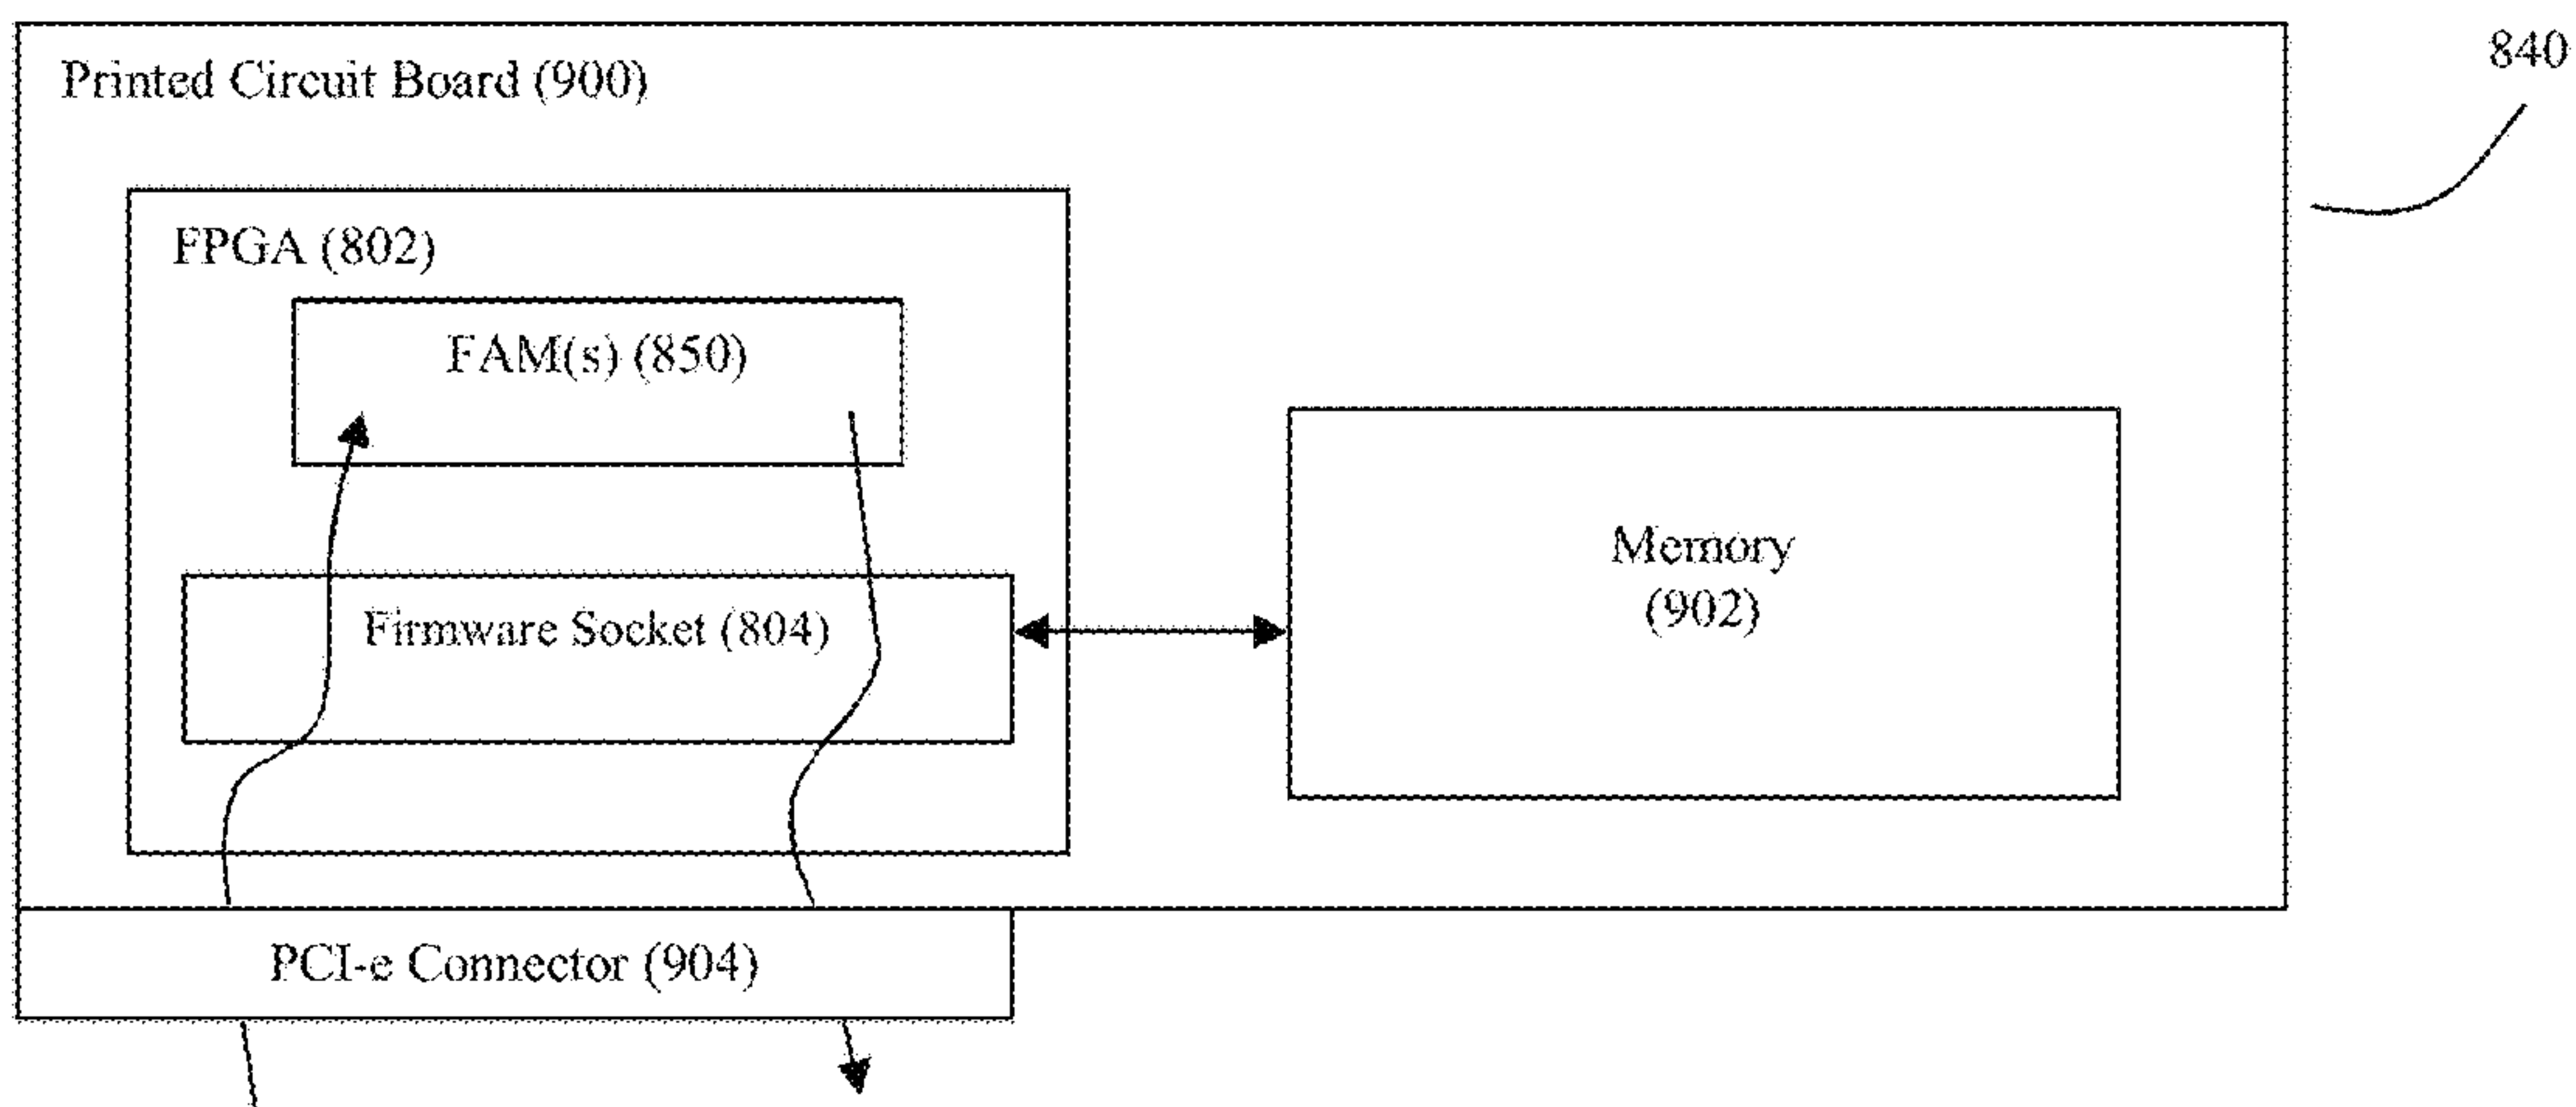 840
Printed Circuit Board (900)
FPGA (802)
FAM(s) (850)
Firmware Socket (804)
Memory
(902)
PCI-e Connector (904)